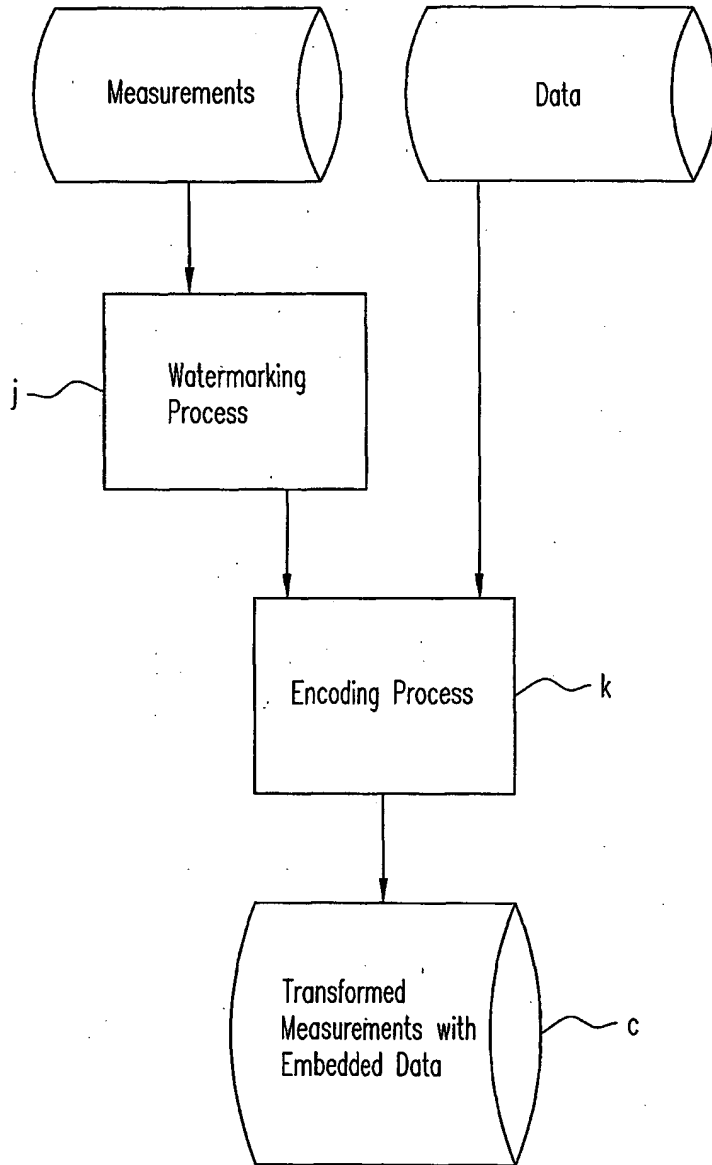 Measurements
Data
j
Watermarking
Process
Encoding Process
k
Transformed
Measurements with
Embedded Data
c